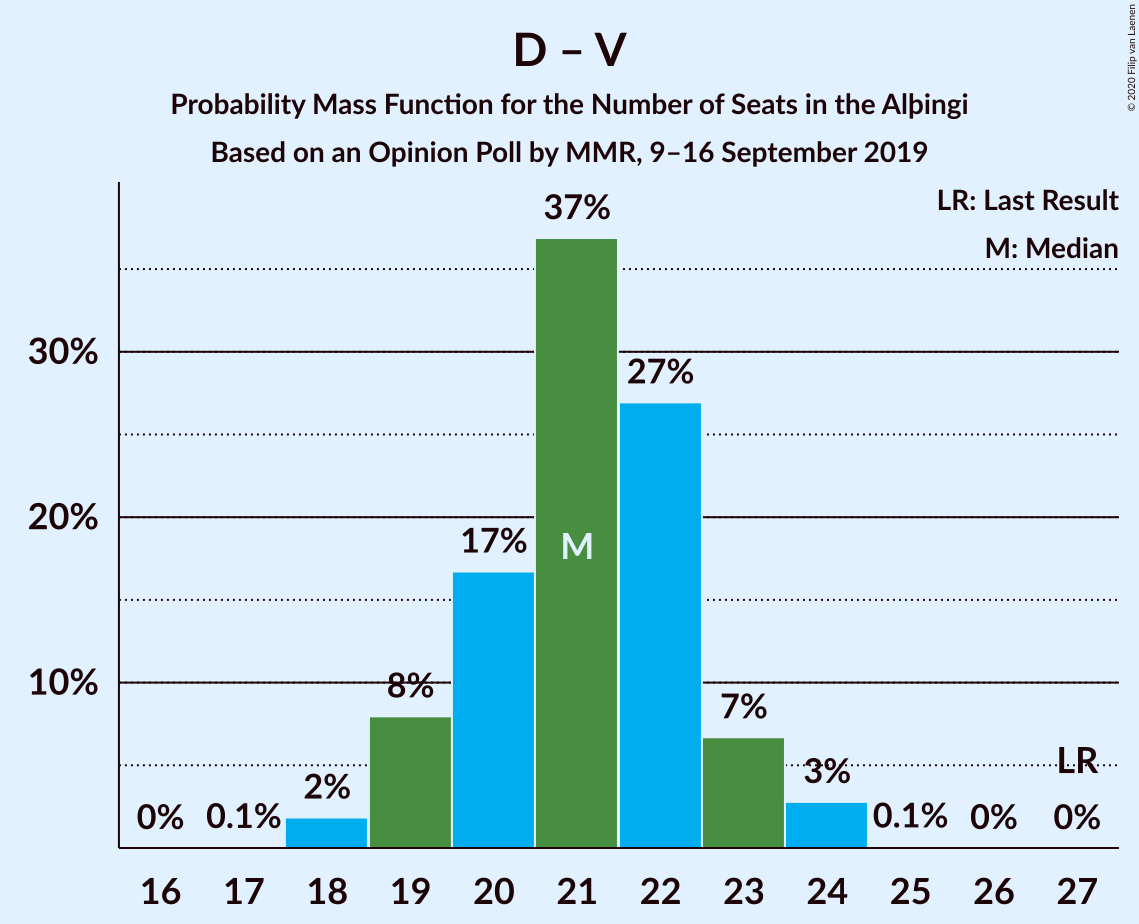 D – V
Probability Mass Function for the Number of Seats in the Alþingi
Based on an Opinion Poll by MMR, 9–16 September 2019
© 2020 Filip van Laenen
LR: Last Result
M: Median
37%
30%
27%
20%
17%
M
10%
8%
7%
LR
3%
2%
0%
0.1%
0.1%
0%
0%
16 17 18 19 20 21 22 23 24 25 26 27